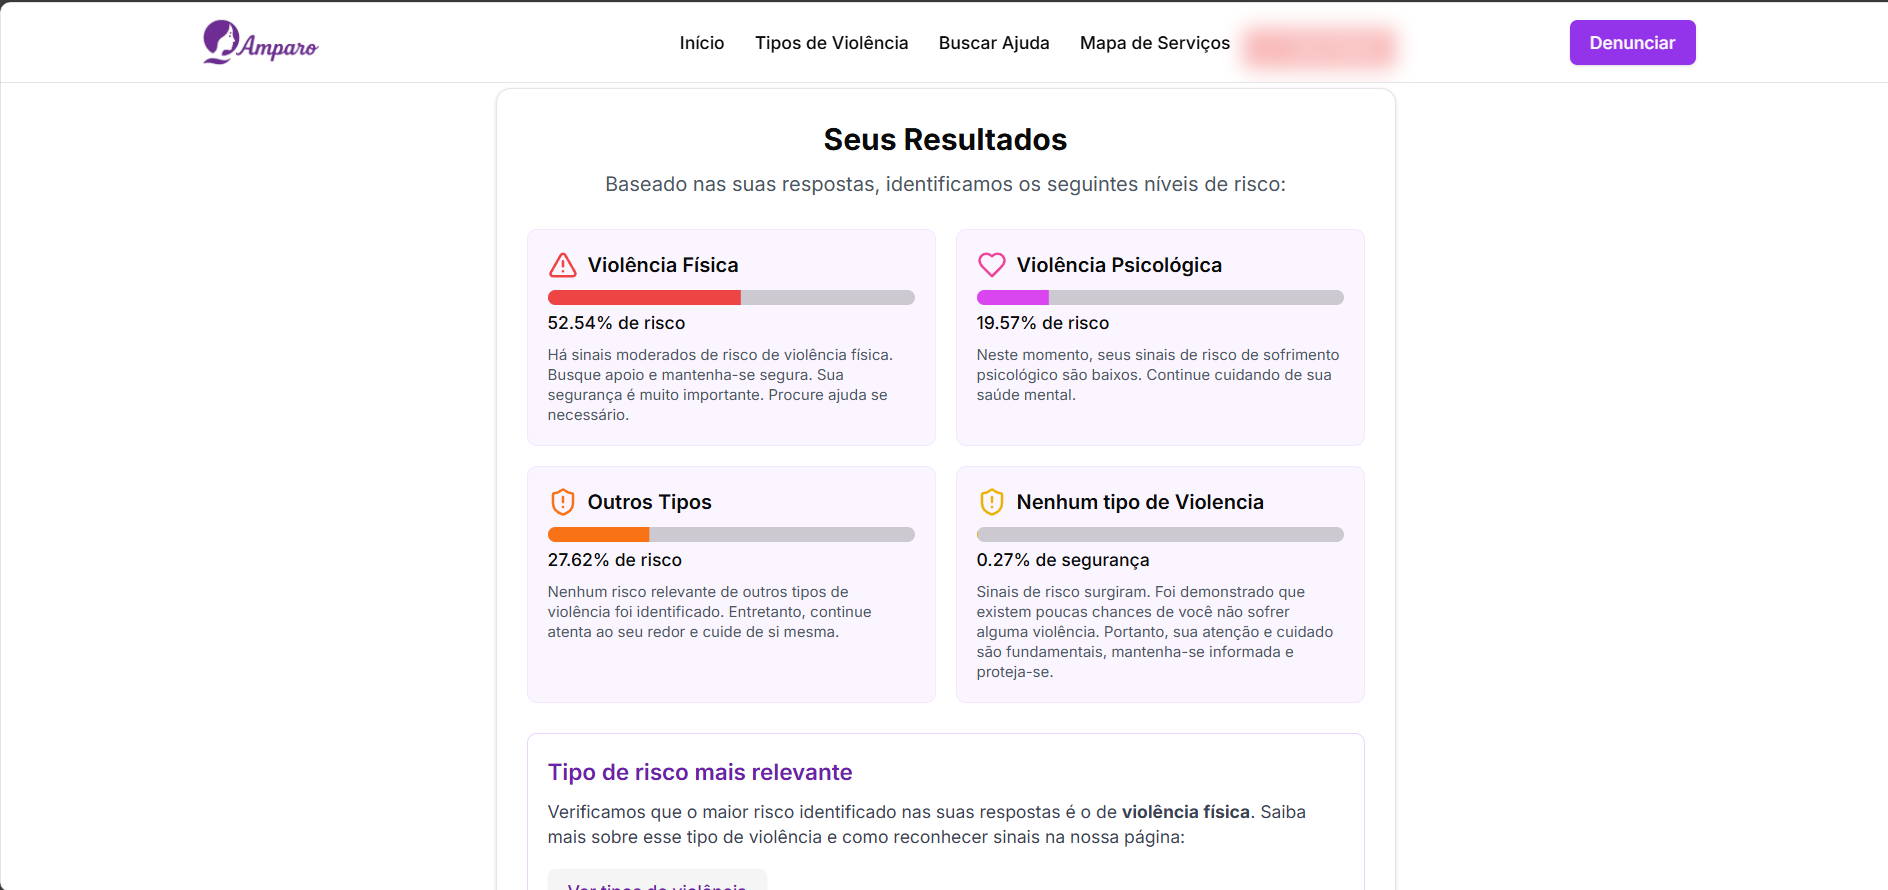 Amparo
Início Tipos de Violência Buscar Ajuda Mapa de Serviços
Denunciar
Seus Resultados
Baseado nas suas respostas, identificamos os seguintes níveis de risco:
Violência Física
52.54% de risco
Há sinais moderados de risco de violência física.
Busque apoio e mantenha-se segura. Sua
segurança é muito importante. Procure ajuda se
necessário.
Violência Psicológica
19.57% de risco
Neste momento, seus sinais de risco de sofrimento
psicológico são baixos. Continue cuidando de sua
saúde mental.
Outros Tipos
27.62% de risco
Nenhum risco relevante de outros tipos de
violência foi identificado. Entretanto, continue
atenta ao seu redor e cuide de si mesma.
Nenhum tipo de Violencia
0.27% de segurança
Sinais de risco surgiram. Foi demonstrado que
existem poucas chances de você não sofrer
alguma violência. Portanto, sua atenção e cuidado
são fundamentais, mantenha-se informada e
proteja-se.
Tipo de risco mais relevante
Verificamos que o maior risco identificado nas suas respostas é o de violência física. Saiba
mais sobre esse tipo de violência e como reconhecer sinais na nossa página:
Ver tipos de violência